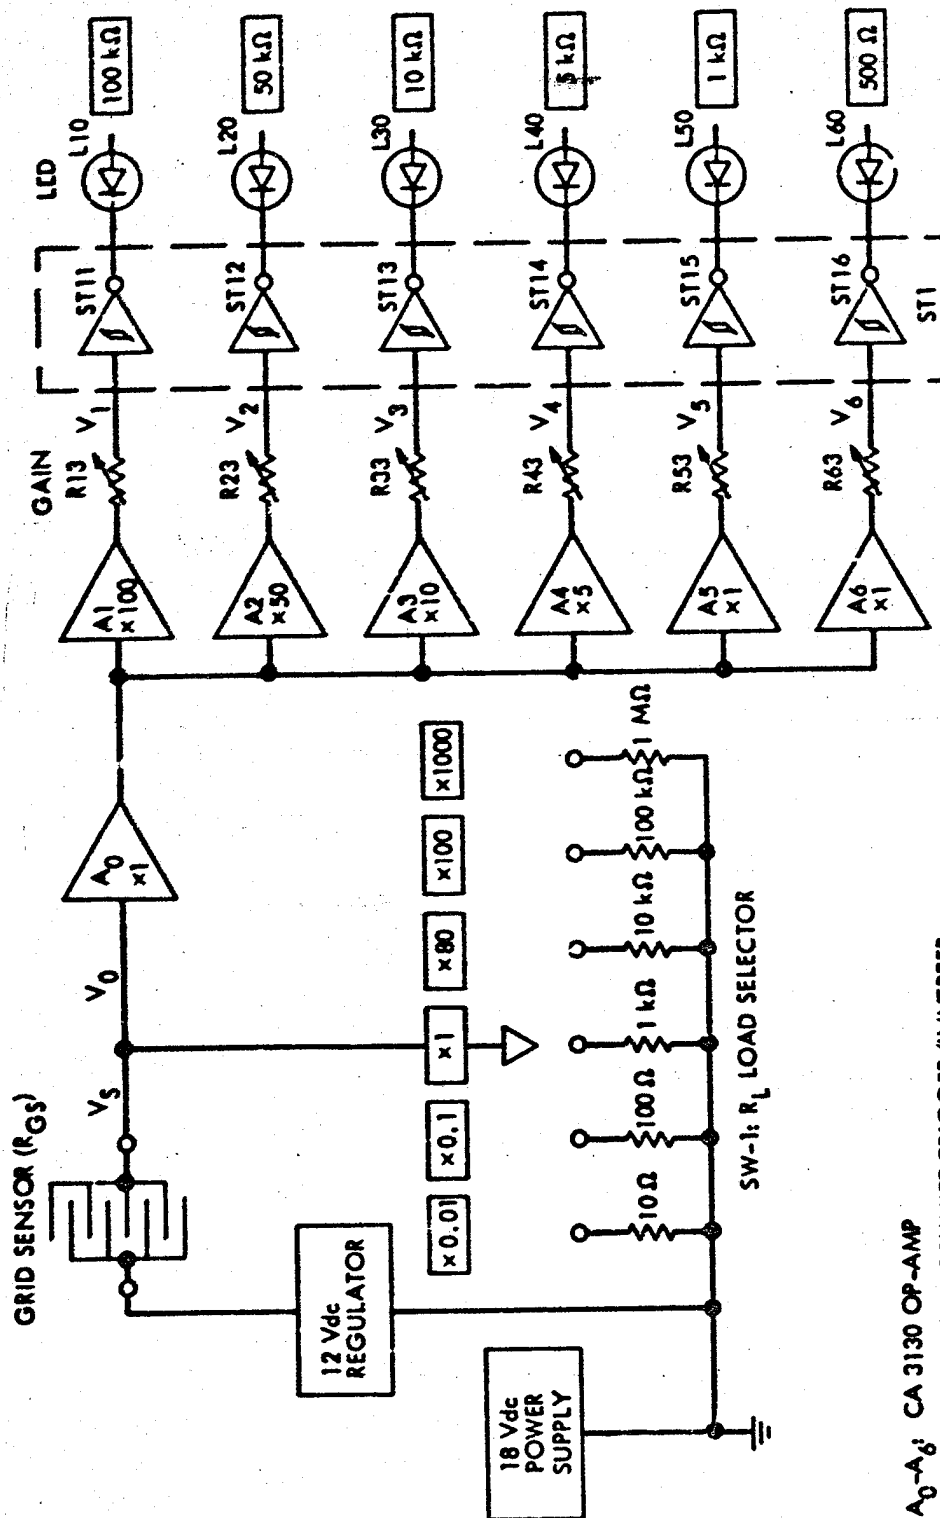 GRID SENSOR (RGS)
VS
V0
A0
×1
GAIN
LED
A1
×100
R13
V1
ST11
L10
100 kΩ
A2
×50
R23
V2
ST12
L20
50 kΩ
A3
×10
R33
V3
ST13
L30
10 kΩ
A4
×5
R43
V4
ST14
L40
5 kΩ
A5
×1
R53
V5
ST15
L50
1 kΩ
A6
×1
R63
V6
ST16
L60
500 Ω
ST1
12 Vdc
REGULATOR
18 Vdc
POWER
SUPPLY
×0.01
×0.1
×1
×80
×100
×1000
10 Ω
100 Ω
1 kΩ
10 kΩ
100 kΩ
1 MΩ
SW-1: RL LOAD SELECTOR
A0-A6: CA 3130 OP-AMP